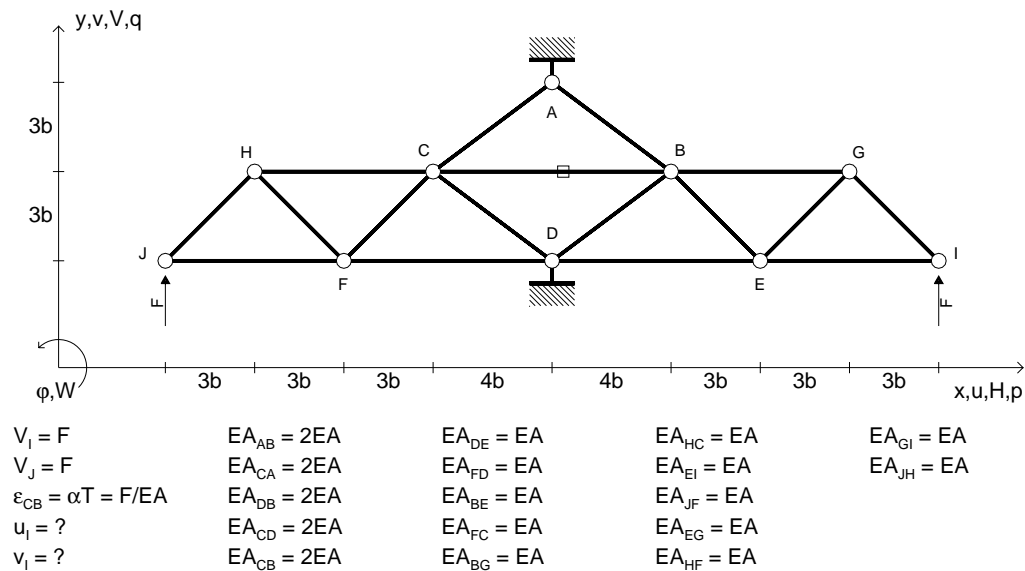 y,v,V,q
A
3b
H
C
B
G
3b
D
J
I
F
E
F
F
3b 3b 3b 4b 4b 3b 3b 3b
φ,W
x,u,H,p
V_I = F EA_AB = 2EA EA_DE = EA EA_HC = EA EA_GI = EA
V_J = F EA_CA = 2EA EA_FD = EA EA_EI = EA EA_JH = EA
ε_CB = αT = F/EA EA_DB = 2EA EA_BE = EA EA_JF = EA
u_I = ? EA_CD = 2EA EA_FC = EA EA_EG = EA
v_I = ? EA_CB = 2EA EA_BG = EA EA_HF = EA